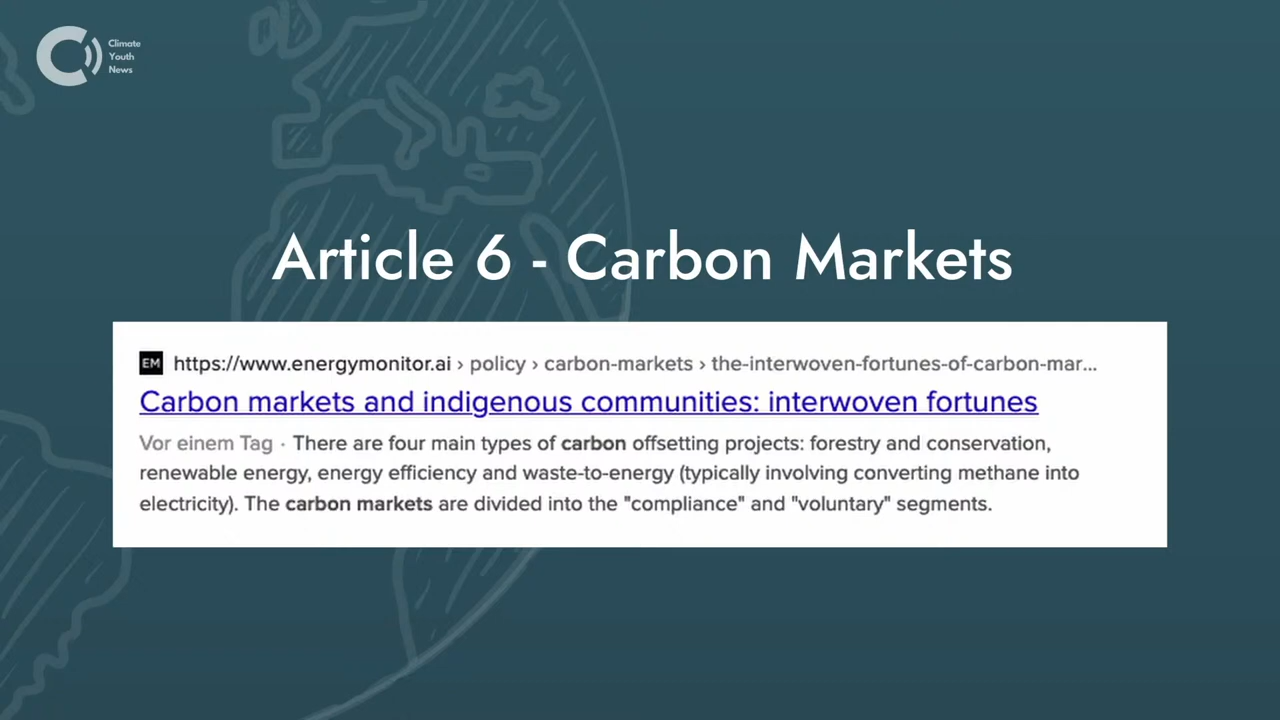 Climate
Youth
News
Article 6 - Carbon Markets
EM https://www.energymonitor.ai › policy › carbon-markets › the-interwoven-fortunes-of-carbon-mar...
Carbon markets and indigenous communities: interwoven fortunes
Vor einem Tag · There are four main types of carbon offsetting projects: forestry and conservation,
renewable energy, energy efficiency and waste-to-energy (typically involving converting methane into
electricity). The carbon markets are divided into the "compliance" and "voluntary" segments.